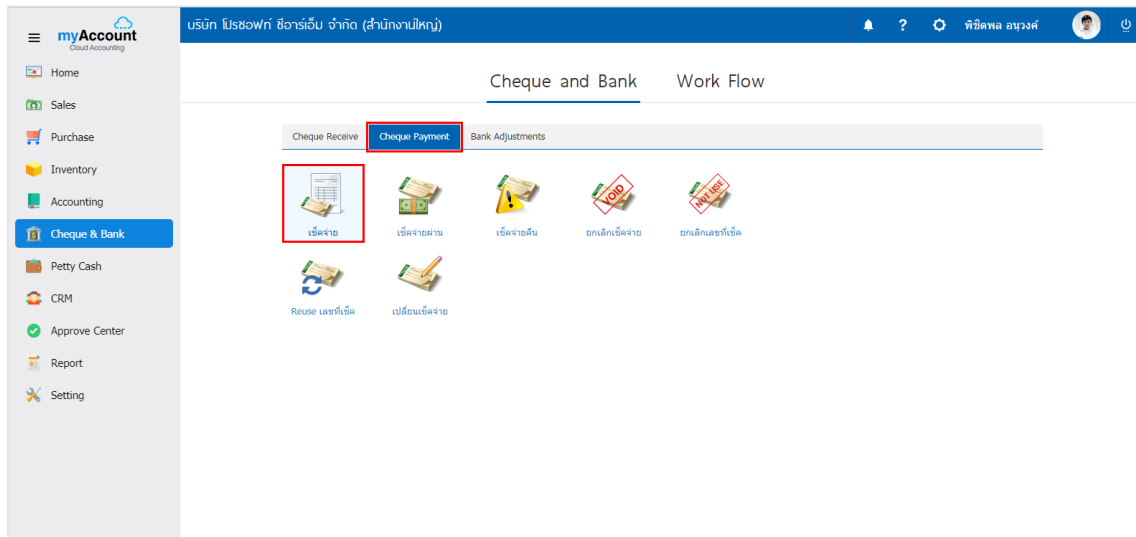 myAccount
Cloud Accounting
บริษัท โปรซอฟท์ ซีอาร์เอ็ม จำกัด (สำนักงานใหญ่)
?
พิชิตพล อนุวงค์
Home
Sales
Purchase
Inventory
Accounting
Cheque & Bank
Petty Cash
CRM
Approve Center
Report
Setting
Cheque and Bank Work Flow
Cheque Receive Cheque Payment Bank Adjustments
VOID NOT USE
เช็คจ่าย เช็คจ่ายผ่าน เช็คจ่ายคืน ยกเลิกเช็คจ่าย ยกเลิกเลขที่เช็ค
Reuse เลขที่เช็ค เปลี่ยนเช็คจ่าย